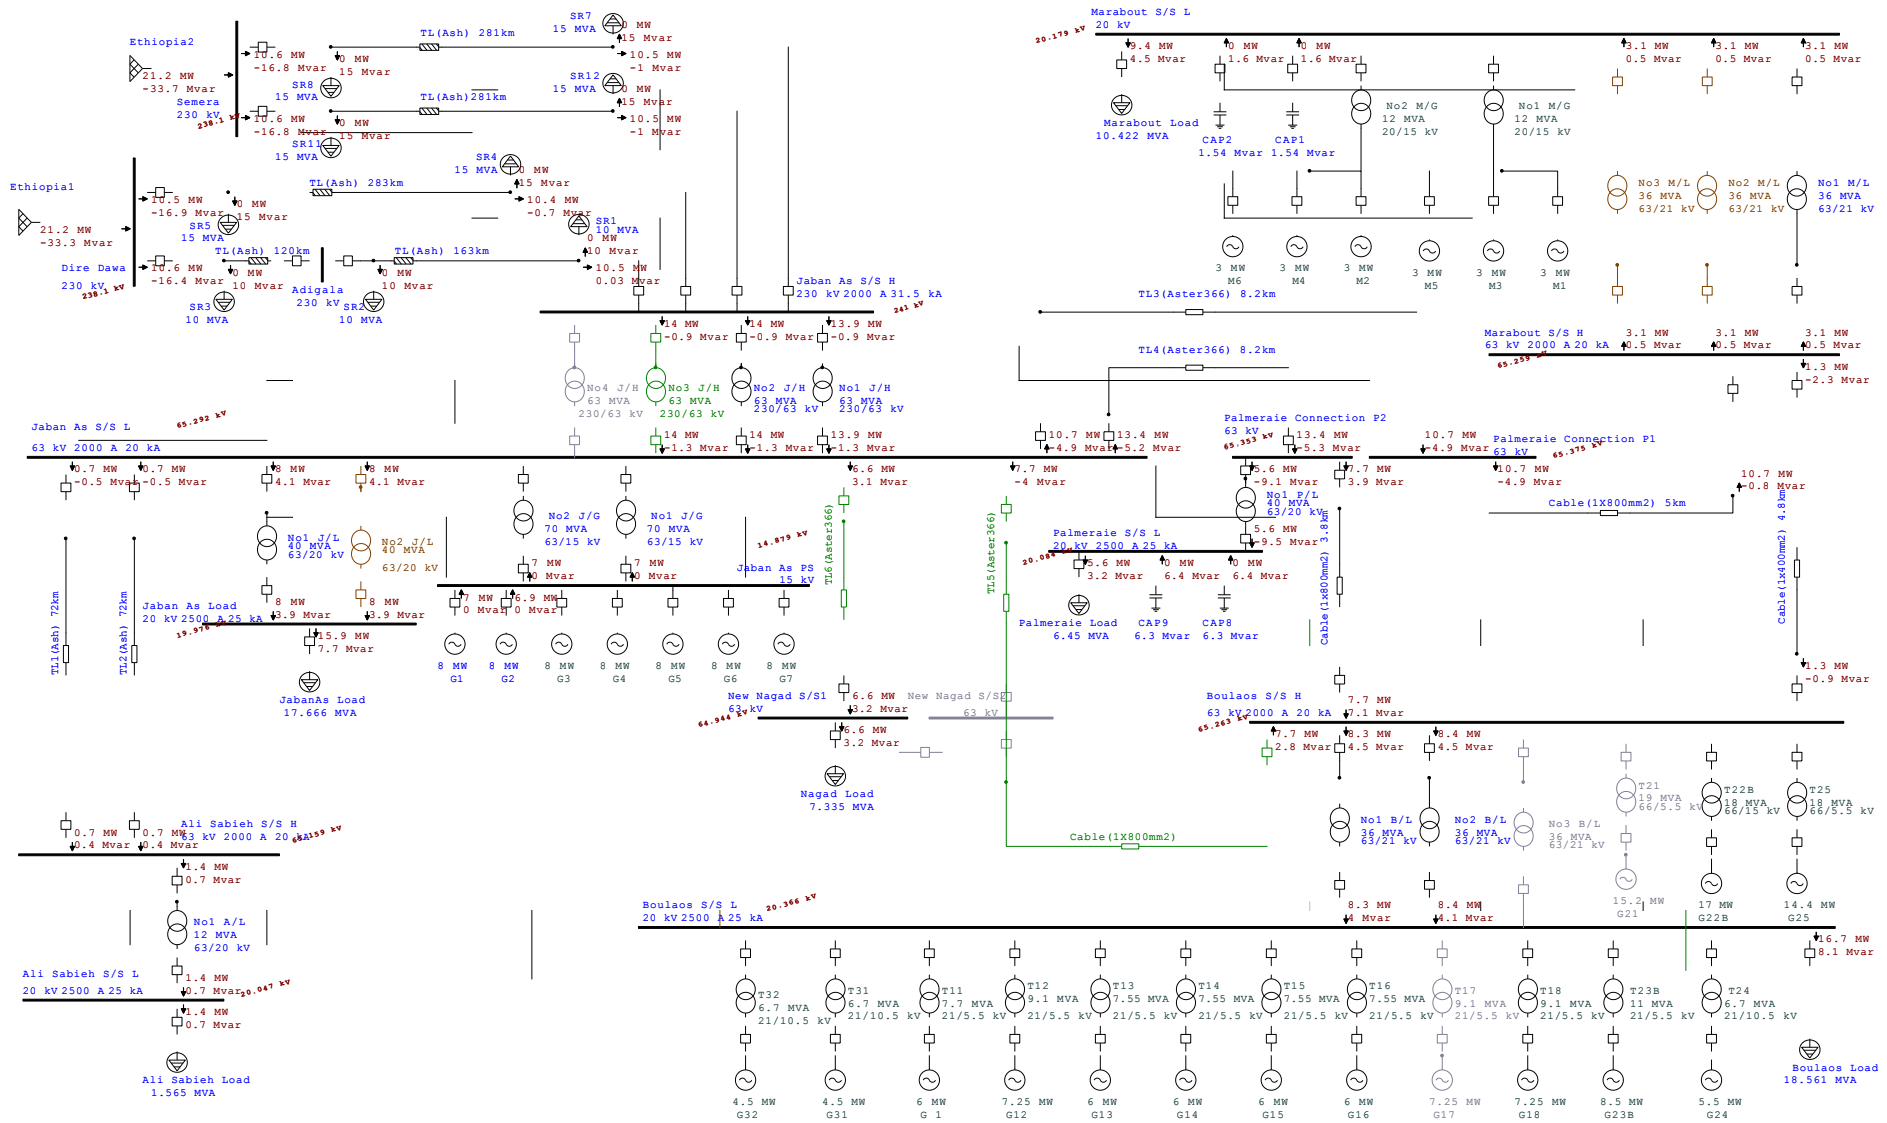 Ethiopia2
21.2 MW
-33.7 Mvar
Semera
230 kV
238.1 kV
10.6 MW
-16.8 Mvar
0 MW
15 Mvar
SR8
15 MVA
TL(Ash) 281km
SR7
15 MVA
0 MW
15 Mvar
10.5 MW
-1 Mvar
10.6 MW
-16.8 Mvar
0 MW
15 Mvar
SR11
15 MVA
TL(Ash)281km
SR12
15 MVA
0 MW
15 Mvar
10.5 MW
-1 Mvar
Ethiopia1
21.2 MW
-33.3 Mvar
Dire Dawa
230 kV
238.1 kV
10.5 MW
-16.9 Mvar
0 MW
15 Mvar
SR5
15 MVA
TL(Ash) 283km
SR4
15 MVA
0 MW
15 Mvar
10.4 MW
-0.7 Mvar
10.6 MW
-16.4 Mvar
0 MW
10 Mvar
SR3
10 MVA
TL(Ash) 120km
Adigala
230 kV
TL(Ash) 163km
0 MW
10 Mvar
SR2
10 MVA
SR1
10 MVA
0 MW
10 Mvar
10.5 MW
0.03 Mvar
Jaban As S/S H
230 kV 2000 A 31.5 kA
241 kV
14 MW
-0.9 Mvar
14 MW
-0.9 Mvar
13.9 MW
-0.9 Mvar
No4 J/H
63 MVA
230/63 kV
No3 J/H
63 MVA
230/63 kV
No2 J/H
63 MVA
230/63 kV
No1 J/H
63 MVA
230/63 kV
14 MW
-1.3 Mvar
14 MW
-1.3 Mvar
13.9 MW
-1.3 Mvar
Marabout S/S L
20 kV
20.179 kV
9.4 MW
4.5 Mvar
0 MW
1.6 Mvar
0 MW
1.6 Mvar
3.1 MW
0.5 Mvar
3.1 MW
0.5 Mvar
3.1 MW
0.5 Mvar
Marabout Load
10.422 MVA
CAP2
1.54 Mvar
CAP1
1.54 Mvar
No2 M/G
12 MVA
20/15 kV
No1 M/G
12 MVA
20/15 kV
No3 M/L
36 MVA
63/21 kV
No2 M/L
36 MVA
63/21 kV
No1 M/L
36 MVA
63/21 kV
3 MW
M6
3 MW
M4
3 MW
M2
3 MW
M5
3 MW
M3
3 MW
M1
TL3(Aster366) 8.2km
TL4(Aster366) 8.2km
Marabout S/S H
63 kV 2000 A 20 kA
65.259 kV
3.1 MW
0.5 Mvar
3.1 MW
0.5 Mvar
3.1 MW
0.5 Mvar
1.3 MW
-2.3 Mvar
Jaban As S/S L
63 kV 2000 A 20 kA
65.292 kV
0.7 MW
-0.5 Mvar
0.7 MW
-0.5 Mvar
8 MW
4.1 Mvar
8 MW
4.1 Mvar
6.6 MW
3.1 Mvar
7.7 MW
-4 Mvar
10.7 MW
-4.9 Mvar
13.4 MW
-5.2 Mvar
Palmeraie Connection P2
63 kV
65.353 kV
13.4 MW
-5.3 Mvar
5.6 MW
-9.1 Mvar
7.7 MW
3.9 Mvar
10.7 MW
-4.9 Mvar
Palmeraie Connection P1
63 kV
65.375 kV
10.7 MW
-4.9 Mvar
10.7 MW
-0.8 Mvar
Cable(1X800mm2) 5km
Cable(1x400mm2) 4.8km
Cable(1x800mm2) 3.8km
No1 P/L
40 MVA
63/20 kV
5.6 MW
-9.5 Mvar
Palmeraie S/S L
20 kV 2500 A 25 kA
20.084 kV
5.6 MW
3.2 Mvar
0 MW
6.4 Mvar
0 MW
6.4 Mvar
Palmeraie Load
6.45 MVA
CAP9
6.3 Mvar
CAP8
6.3 Mvar
TL1(Ash) 72km
TL2(Ash) 72km
No1 J/L
40 MVA
63/20 kV
No2 J/L
40 MVA
63/20 kV
8 MW
3.9 Mvar
8 MW
3.9 Mvar
Jaban As Load
20 kV 2500 A 25 kA
19.976 kV
15.9 MW
7.7 Mvar
JabanAs Load
17.666 MVA
No2 J/G
70 MVA
63/15 kV
No1 J/G
70 MVA
63/15 kV
7 MW
0 Mvar
7 MW
0 Mvar
14.879 kV
Jaban As PS
15 kV
7 MW
0 Mvar
6.9 MW
0 Mvar
8 MW
G1
8 MW
G2
8 MW
G3
8 MW
G4
8 MW
G5
8 MW
G6
8 MW
G7
TL6(Aster366)
TL5(Aster366)
New Nagad S/S1
63 kV
64.944 kV
6.6 MW
3.2 Mvar
6.6 MW
3.2 Mvar
Nagad Load
7.335 MVA
New Nagad S/S2
63 kV
Cable(1X800mm2)
Boulaos S/S H
63 kV 2000 A 20 kA
65.263 kV
7.7 MW
7.1 Mvar
1.3 MW
-0.9 Mvar
7.7 MW
2.8 Mvar
8.3 MW
4.5 Mvar
8.4 MW
4.5 Mvar
No1 B/L
36 MVA
63/21 kV
No2 B/L
36 MVA
63/21 kV
No3 B/L
36 MVA
63/21 kV
T21
19 MVA
66/5.5 kV
T22B
18 MVA
66/15 kV
T25
18 MVA
66/5.5 kV
15.2 MW
G21
17 MW
G22B
14.4 MW
G25
8.3 MW
4 Mvar
8.4 MW
4.1 Mvar
Ali Sabieh S/S H
63 kV 2000 A 20 kA
65.159 kV
0.7 MW
0.4 Mvar
0.7 MW
0.4 Mvar
1.4 MW
0.7 Mvar
No1 A/L
12 MVA
63/20 kV
Ali Sabieh S/S L
20 kV 2500 A 25 kA
20.047 kV
1.4 MW
0.7 Mvar
1.4 MW
0.7 Mvar
Ali Sabieh Load
1.565 MVA
Boulaos S/S L
20 kV 2500 A 25 kA
20.366 kV
16.7 MW
8.1 Mvar
Boulaos Load
18.561 MVA
T32
6.7 MVA
21/10.5 kV
T31
6.7 MVA
21/10.5 kV
T11
7.7 MVA
21/5.5 kV
T12
9.1 MVA
21/5.5 kV
T13
7.55 MVA
21/5.5 kV
T14
7.55 MVA
21/5.5 kV
T15
7.55 MVA
21/5.5 kV
T16
7.55 MVA
21/5.5 kV
T17
9.1 MVA
21/5.5 kV
T18
9.1 MVA
21/5.5 kV
T23B
11 MVA
21/5.5 kV
T24
6.7 MVA
21/10.5 kV
4.5 MW
G32
4.5 MW
G31
6 MW
G 1
7.25 MW
G12
6 MW
G13
6 MW
G14
6 MW
G15
6 MW
G16
7.25 MW
G17
7.25 MW
G18
8.5 MW
G23B
5.5 MW
G24